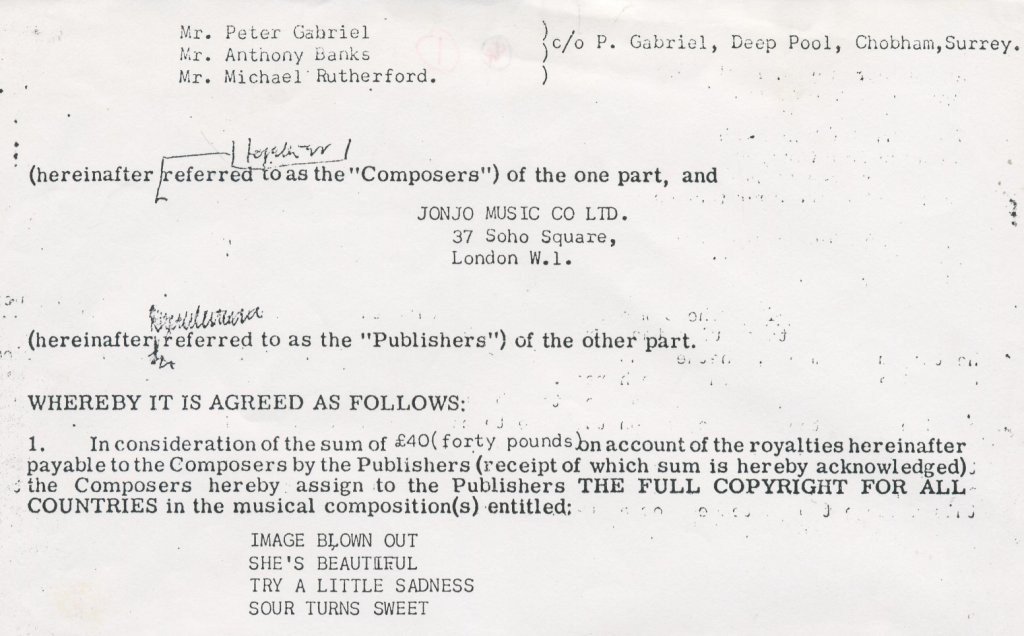 Mr. Peter Gabriel )
Mr. Anthony Banks )c/o P. Gabriel, Deep Pool, Chobham,Surrey.
Mr. Michael Rutherford. )
(hereinafter referred to as the "Composers") of the one part, and
JONJO MUSIC CO LTD.
37 Soho Square,
London W.1.
(hereinafter referred to as the "Publishers") of the other part.
WHEREBY IT IS AGREED AS FOLLOWS:
1. In consideration of the sum of £40(forty pounds)on account of the royalties hereinafter
payable to the Composers by the Publishers (receipt of which sum is hereby acknowledged)
the Composers hereby assign to the Publishers THE FULL COPYRIGHT FOR ALL
COUNTRIES in the musical composition(s) entitled:
IMAGE BLOWN OUT
SHE'S BEAUTIFUL
TRY A LITTLE SADNESS
SOUR TURNS SWEET